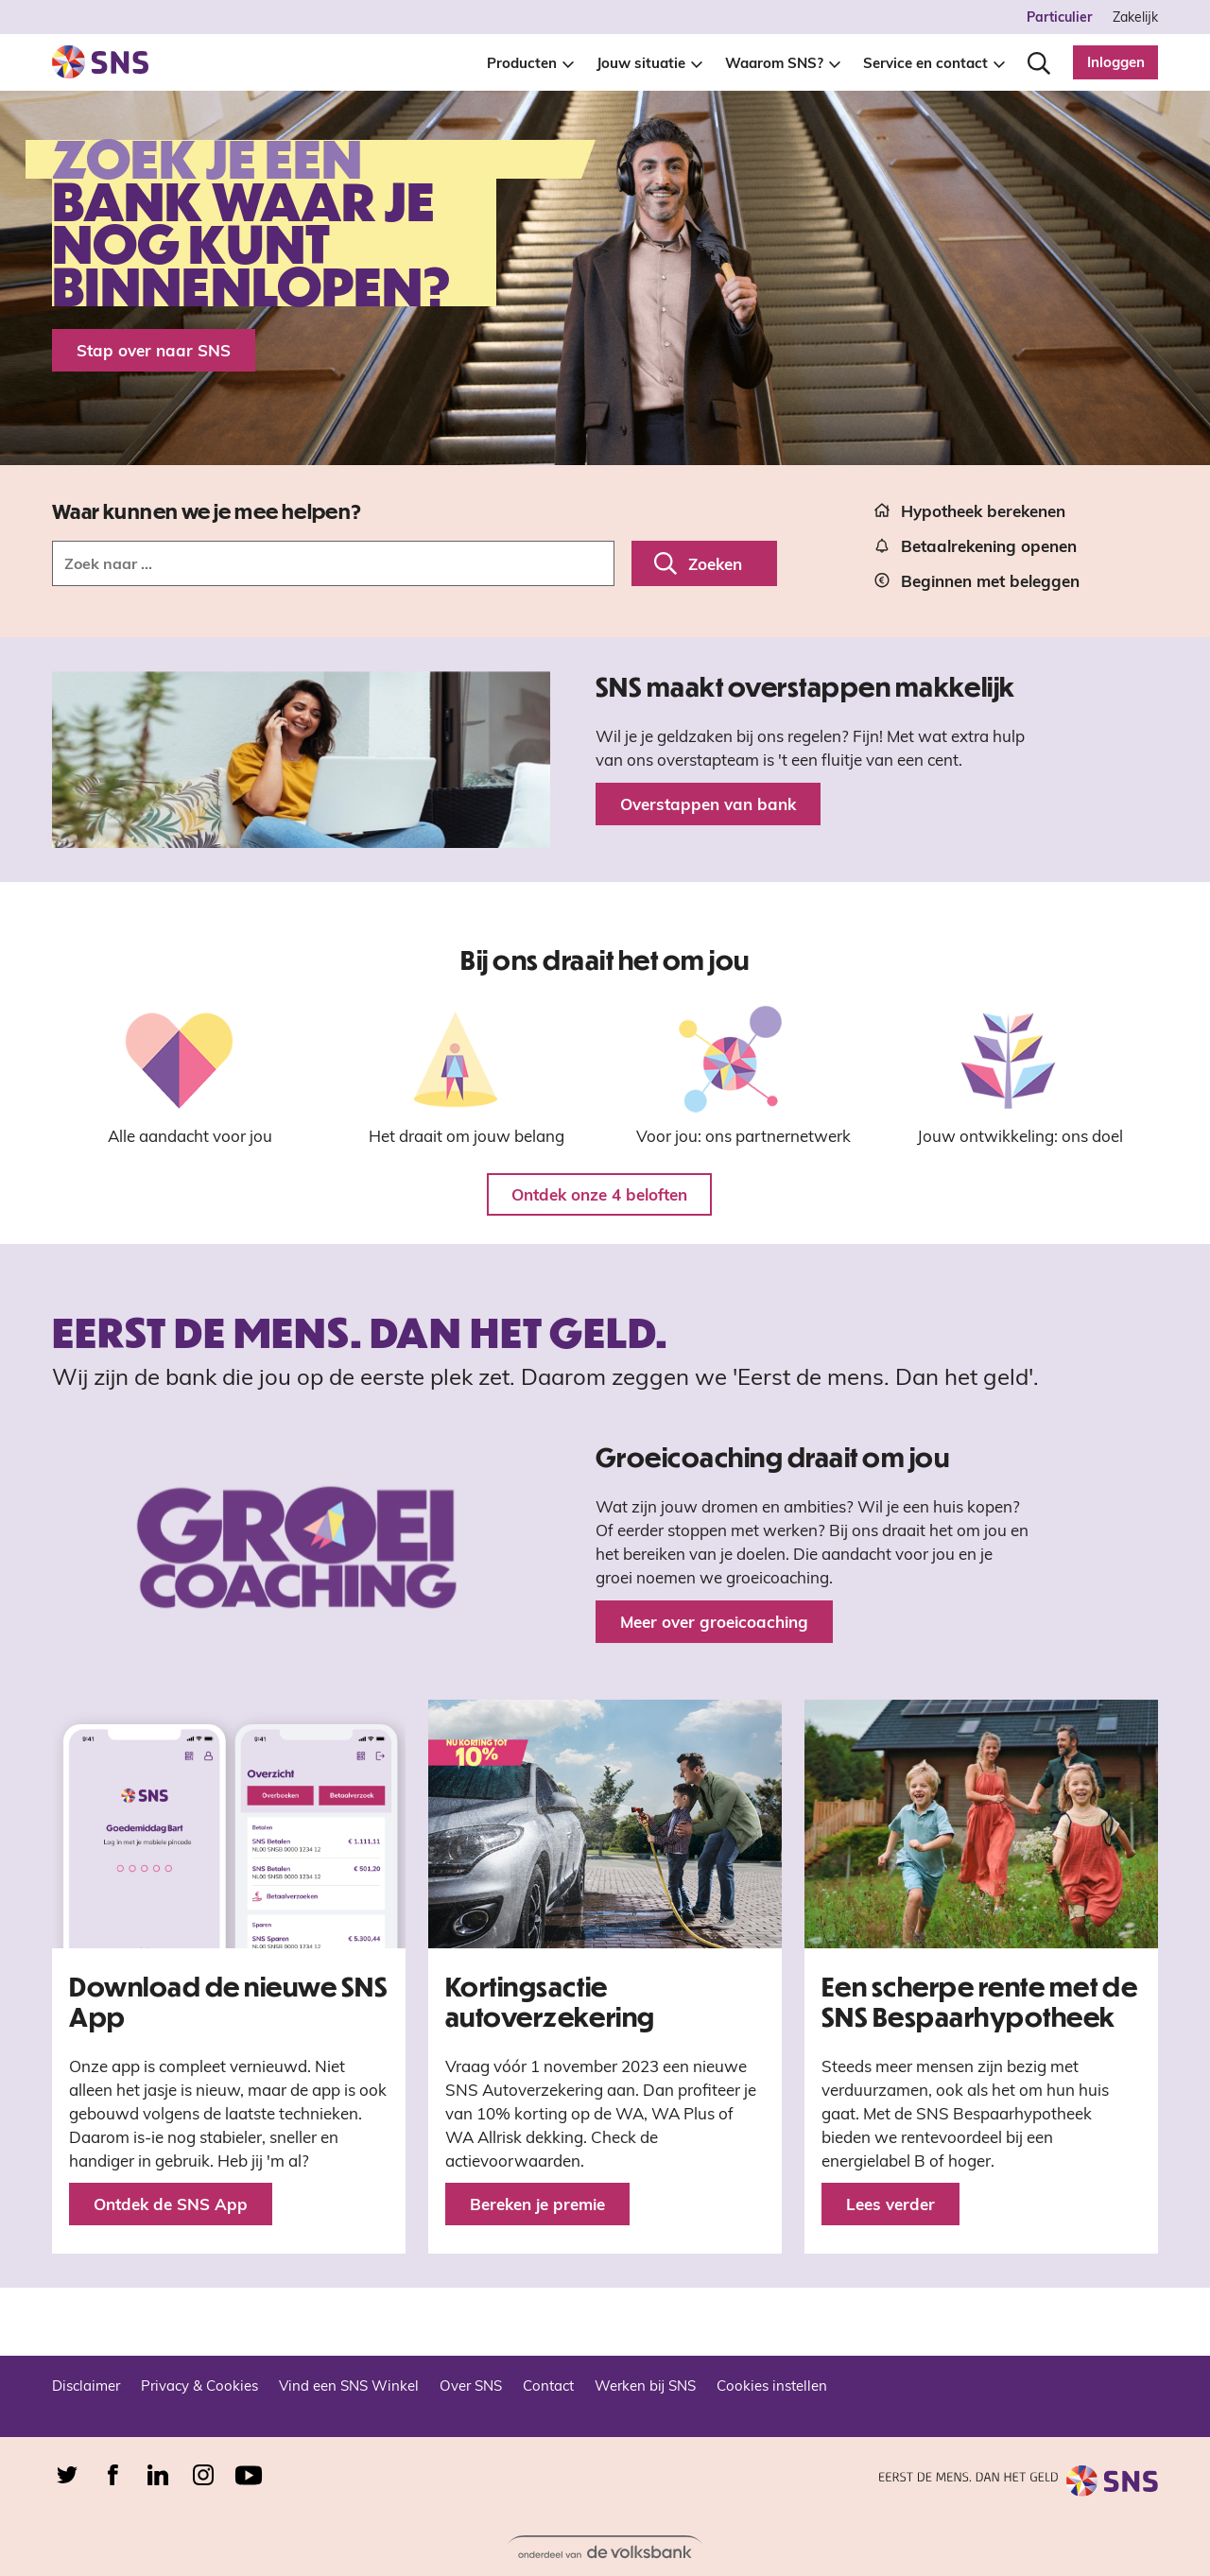 Particulier Zakelijk
SNS Producten Jouw situatie Waarom SNS? Service en contact Inloggen
ZOEK JE EEN
BANK WAAR JE
NOG KUNT
BINNENLOPEN?
Stap over naar SNS
Waar kunnen we je mee helpen?
Zoek naar ...
Zoeken
Hypotheek berekenen
Betaalrekening openen
Beginnen met beleggen
SNS maakt overstappen makkelijk
Wil je je geldzaken bij ons regelen? Fijn! Met wat extra hulp
van ons overstapteam is 't een fluitje van een cent.
Overstappen van bank
Bij ons draait het om jou
Alle aandacht voor jou
Het draait om jouw belang
Voor jou: ons partnernetwerk
Jouw ontwikkeling: ons doel
Ontdek onze 4 beloften
EERST DE MENS. DAN HET GELD.
Wij zijn de bank die jou op de eerste plek zet. Daarom zeggen we 'Eerst de mens. Dan het geld'.
GROEI
COACHING
Groeicoaching draait om jou
Wat zijn jouw dromen en ambities? Wil je een huis kopen?
Of eerder stoppen met werken? Bij ons draait het om jou en
het bereiken van je doelen. Die aandacht voor jou en je
groei noemen we groeicoaching.
Meer over groeicoaching
9:41
SNS
Goedemiddag Bart
Log in met je mobiele pincode
9:41
Overzicht
Overboeken Betaalverzoek
Betalen
SNS Betalen € 1.111,11
NL00 SNSB 0000 1234 12
SNS Betalen € 501,20
NL00 SNSB 0000 1234 12
Betaalverzoeken
Sparen
SNS Sparen € 5.300,44
NL00 SNSB 0000 1234 12
Download de nieuwe SNS
App
Onze app is compleet vernieuwd. Niet
alleen het jasje is nieuw, maar de app is ook
gebouwd volgens de laatste technieken.
Daarom is-ie nog stabieler, sneller en
handiger in gebruik. Heb jij 'm al?
Ontdek de SNS App
NU KORTING TOT
10%
Kortingsactie
autoverzekering
Vraag vóór 1 november 2023 een nieuwe
SNS Autoverzekering aan. Dan profiteer je
van 10% korting op de WA, WA Plus of
WA Allrisk dekking. Check de
actievoorwaarden.
Bereken je premie
Een scherpe rente met de
SNS Bespaarhypotheek
Steeds meer mensen zijn bezig met
verduurzamen, ook als het om hun huis
gaat. Met de SNS Bespaarhypotheek
bieden we rentevoordeel bij een
energielabel B of hoger.
Lees verder
Disclaimer Privacy & Cookies Vind een SNS Winkel Over SNS Contact Werken bij SNS Cookies instellen
EERST DE MENS. DAN HET GELD SNS
onderdeel van de volksbank